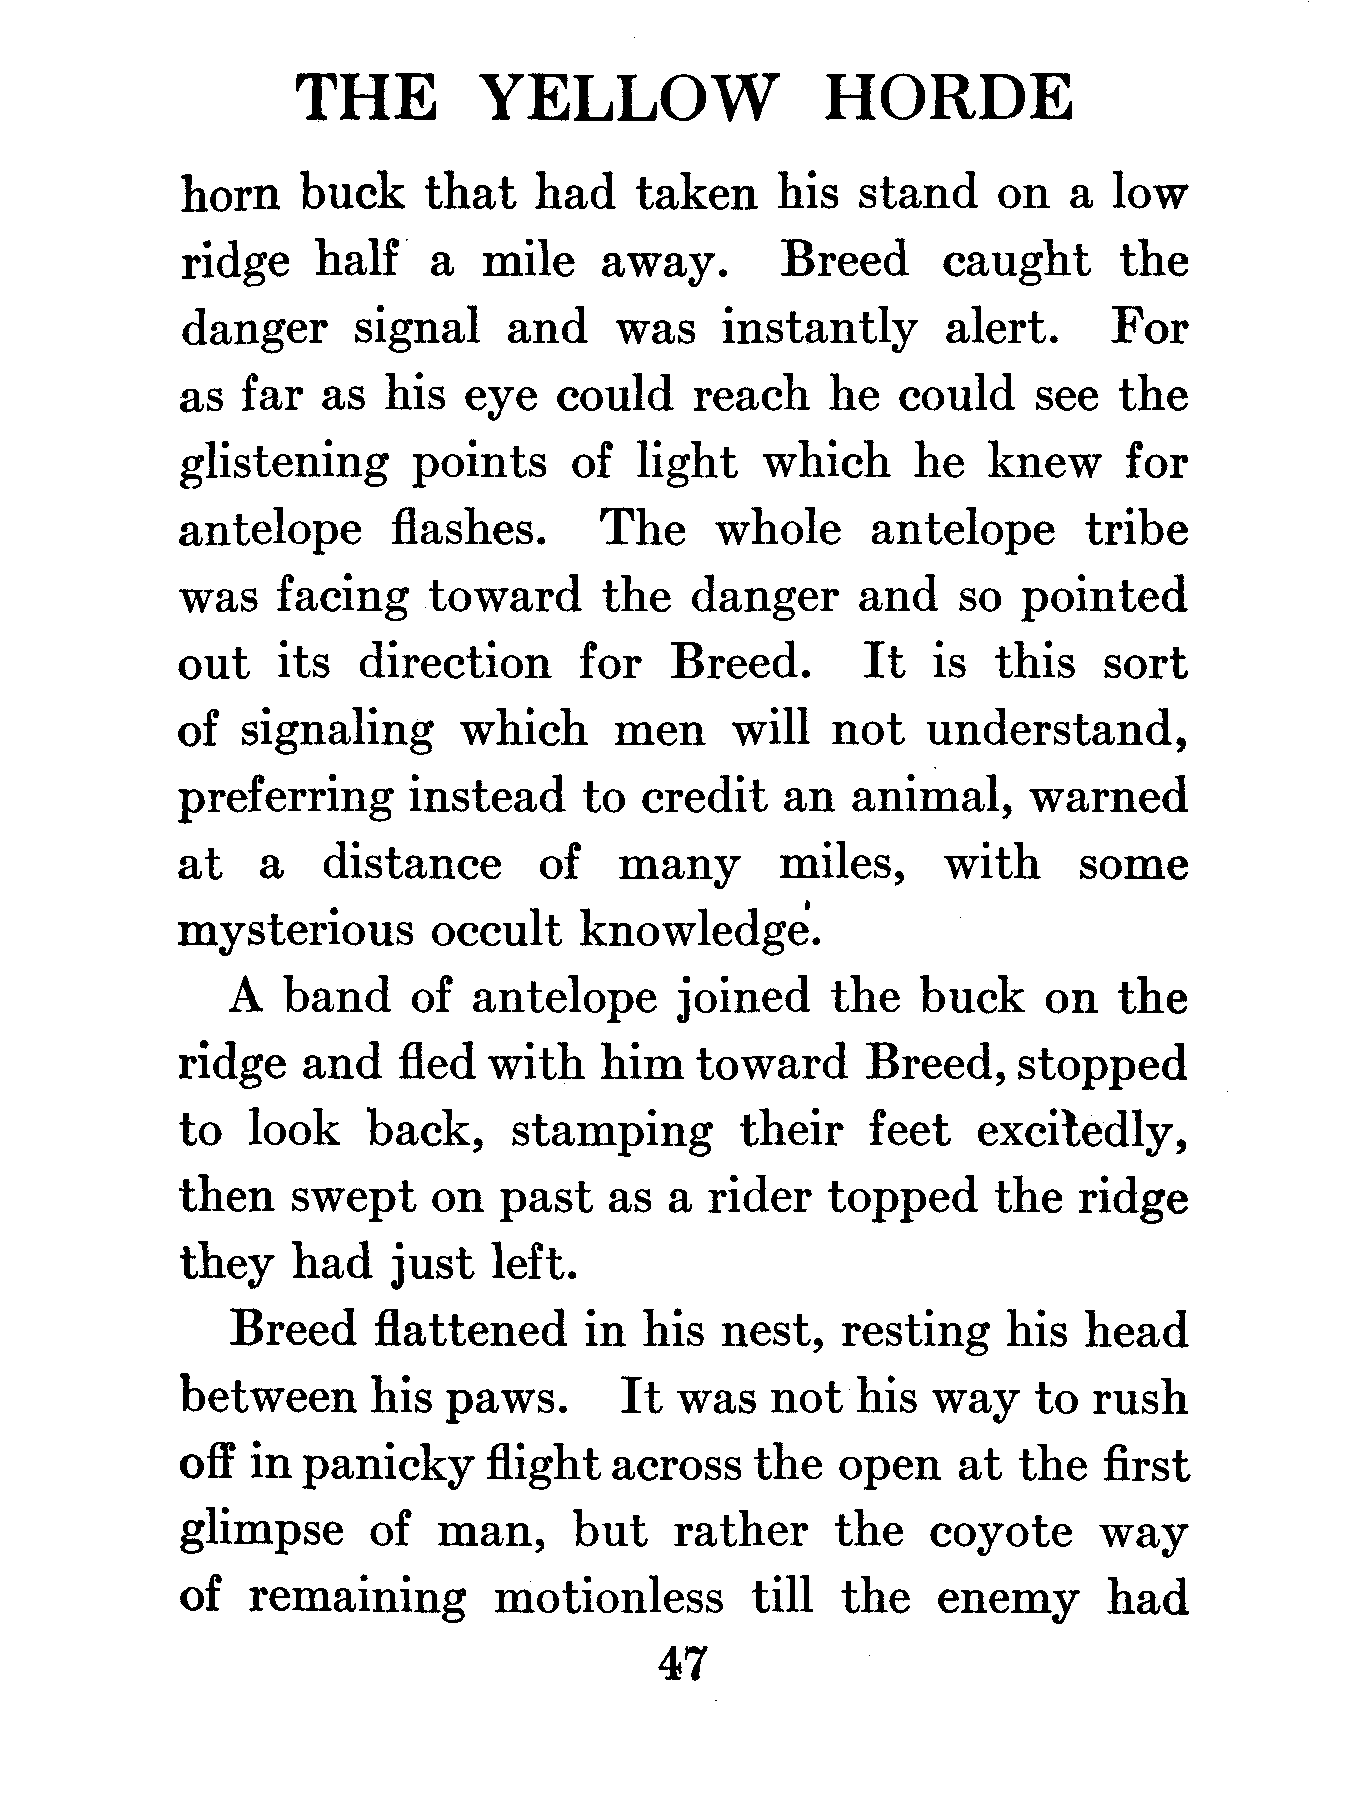 THE YELLOW HORDE
horn buck that had taken his stand on a low
ridge half a mile away. Breed caught the
danger signal and was instantly alert. For
as far as his eye could reach he could see the
glistening points of light which he knew for
antelope flashes. The whole antelope tribe
was facing toward the danger and so pointed
out its direction for Breed. It is this sort
of signaling which men will not understand,
preferring instead to credit an animal, warned
at a distance of many miles, with some
mysterious occult knowledge.
A band of antelope joined the buck on the
ridge and fled with him toward Breed, stopped
to look back, stamping their feet excitedly,
then swept on past as a rider topped the ridge
they had just left.
Breed flattened in his nest, resting his head
between his paws. It was not his way to rush
off in panicky flight across the open at the first
glimpse of man, but rather the coyote way
of remaining motionless till the enemy had
47